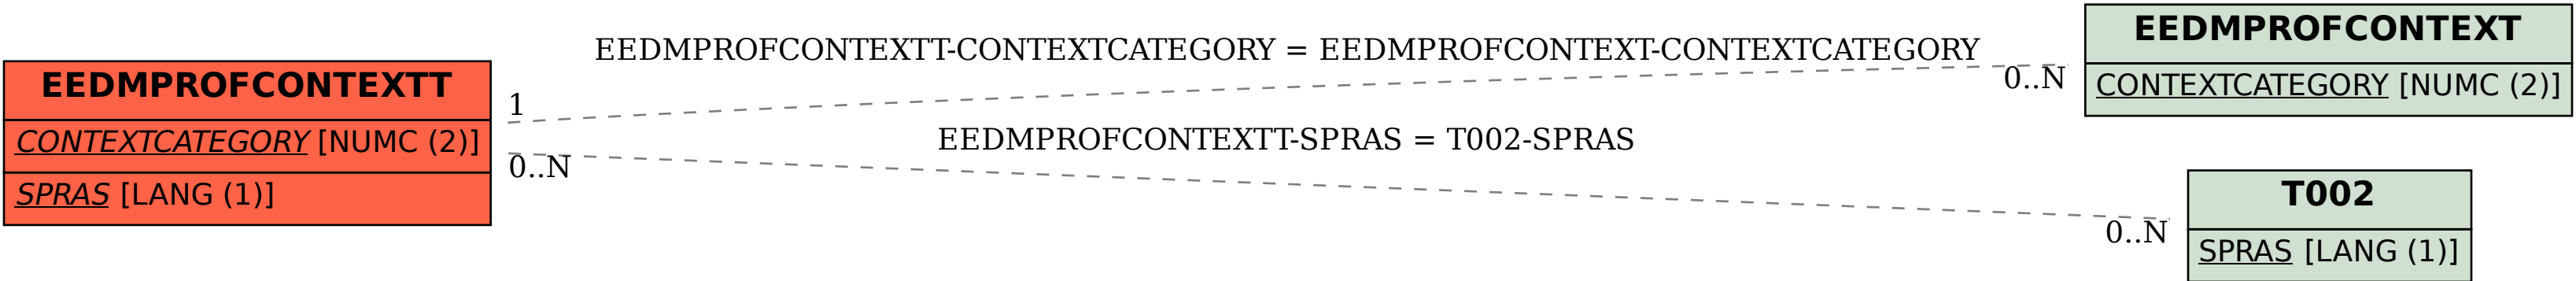 EEDMPROFCONTEXTT
CONTEXTCATEGORY [NUMC (2)]
SPRAS [LANG (1)]
EEDMPROFCONTEXTT-CONTEXTCATEGORY = EEDMPROFCONTEXT-CONTEXTCATEGORY
1
0..N
EEDMPROFCONTEXTT-SPRAS = T002-SPRAS
0..N
0..N
EEDMPROFCONTEXT
CONTEXTCATEGORY [NUMC (2)]
T002
SPRAS [LANG (1)]